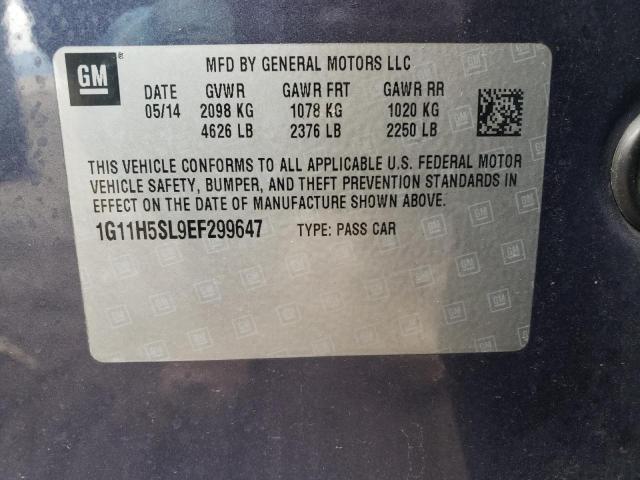 GM
MFD BY GENERAL MOTORS LLC
DATE GVWR GAWR FRT GAWR RR
05/14 2098 KG 1078 KG 1020 KG
4626 LB 2376 LB 2250 LB
THIS VEHICLE CONFORMS TO ALL APPLICABLE U.S. FEDERAL MOTOR
VEHICLE SAFETY, BUMPER, AND THEFT PREVENTION STANDARDS IN
EFFECT ON THE DATE OF MANUFACTURE SHOWN ABOVE.
1G11H5SL9EF299647 TYPE: PASS CAR